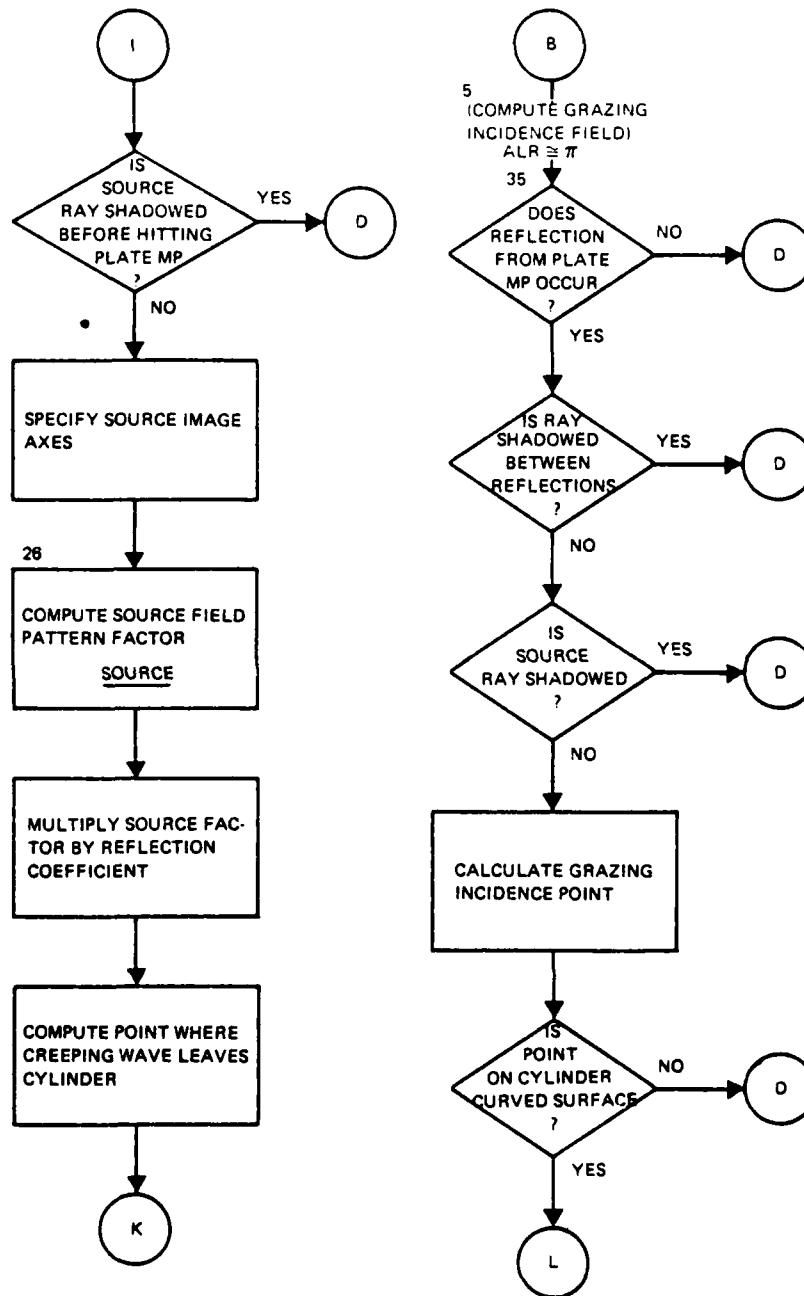 I
IS
SOURCE
RAY SHADOWED
BEFORE HITTING
PLATE MP
?
YES
D
NO
SPECIFY SOURCE IMAGE
AXES
26
COMPUTE SOURCE FIELD
PATTERN FACTOR
SOURCE
MULTIPLY SOURCE FAC-
TOR BY REFLECTION
COEFFICIENT
COMPUTE POINT WHERE
CREEPING WAVE LEAVES
CYLINDER
K
B
5
(COMPUTE GRAZING
INCIDENCE FIELD)
ALR ≅ π
35
DOES
REFLECTION
FROM PLATE
MP OCCUR
?
NO
D
YES
IS RAY
SHADOWED
BETWEEN
REFLECTIONS
?
YES
D
NO
IS
SOURCE
RAY SHADOWED
?
YES
D
NO
CALCULATE GRAZING
INCIDENCE POINT
IS
POINT
ON CYLINDER
CURVED SURFACE
?
NO
D
YES
L